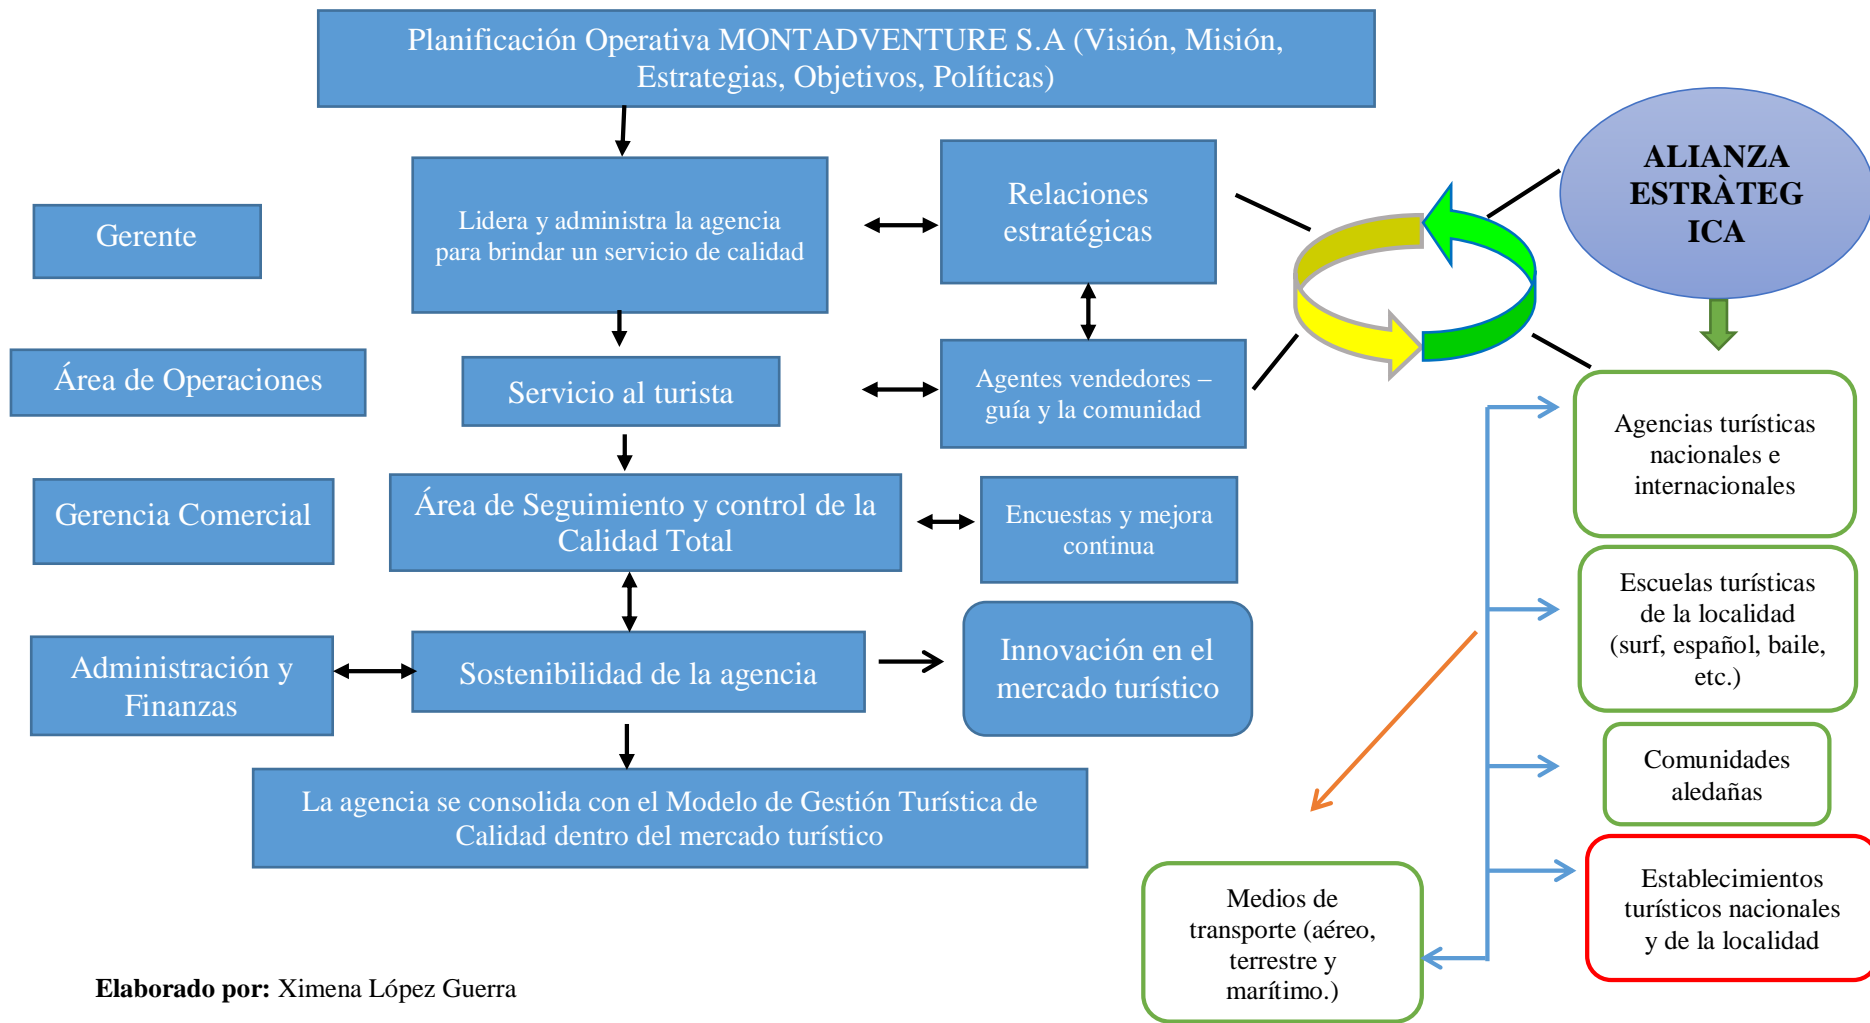 Planificación Operativa MONTADVENTURE S.A (Visión, Misión,
Estrategias, Objetivos, Políticas)
ALIANZA
ESTRÀTEG
ICA
Gerente
Lidera y administra la agencia
para brindar un servicio de calidad
Relaciones
estratégicas
Área de Operaciones
Servicio al turista
Agentes vendedores –
guía y la comunidad
Agencias turísticas
nacionales e
internacionales
Gerencia Comercial
Área de Seguimiento y control de la
Calidad Total
Encuestas y mejora
continua
Escuelas turísticas
de la localidad
(surf, español, baile,
etc.)
Administración y
Finanzas
Sostenibilidad de la agencia
Innovación en el
mercado turístico
Comunidades
aledañas
La agencia se consolida con el Modelo de Gestión Turística de
Calidad dentro del mercado turístico
Establecimientos
turísticos nacionales
y de la localidad
Medios de
transporte (aéreo,
terrestre y
marítimo.)
Elaborado por: Ximena López Guerra